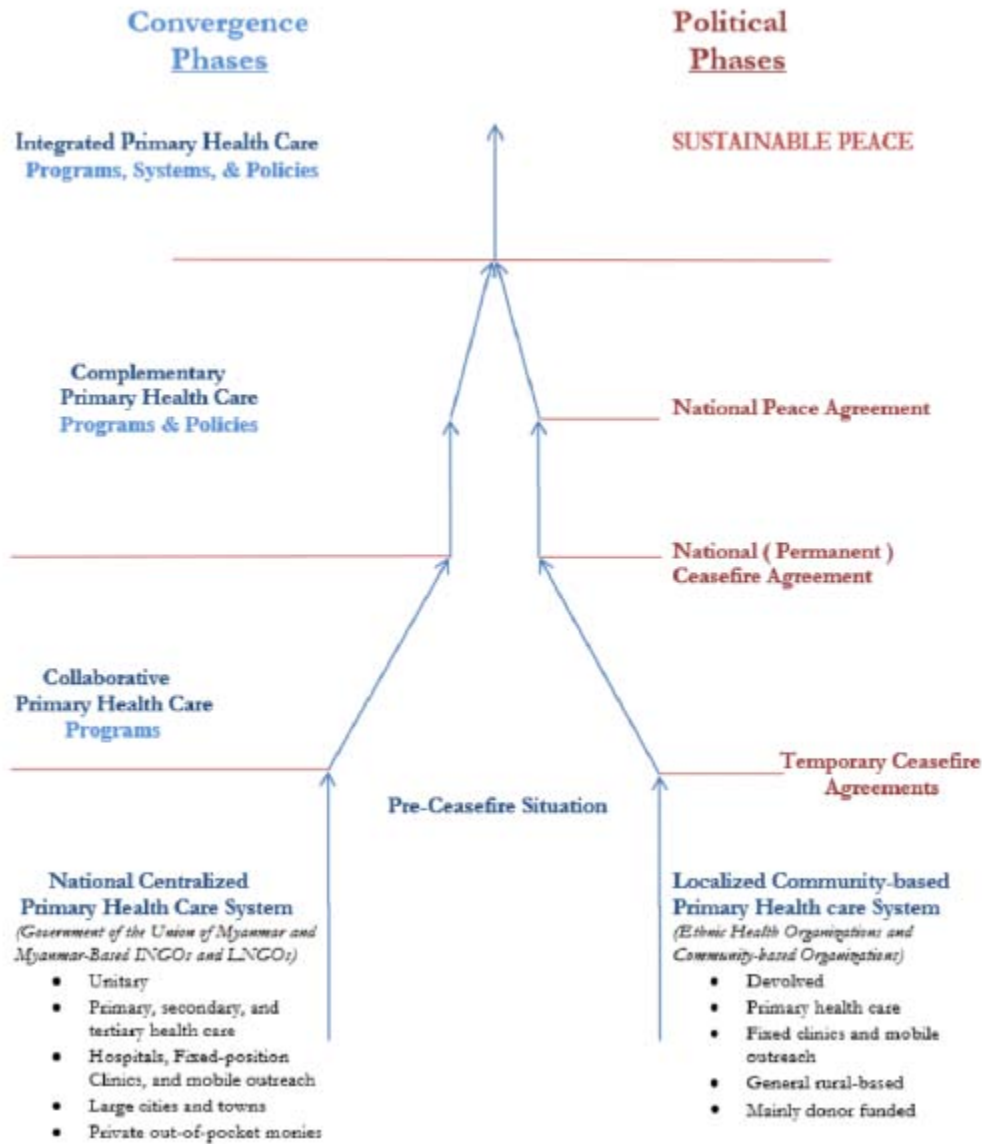 Convergence
Phases
Political
Phases
Integrated Primary Health Care
Programs, Systems, & Policies
SUSTAINABLE PEACE
Complementary
Primary Health Care
Programs & Policies
National Peace Agreement
National ( Permanent )
Ceasefire Agreement
Collaborative
Primary Health Care
Programs
Temporary Ceasefire
Agreements
Pre-Ceasefire Situation
National Centralized
Primary Health Care System
(Government of the Union of Myanmar and
Myanmar-Based INGOs and LNGOs)
• Unitary
• Primary, secondary, and
tertiary health care
• Hospitals, Fixed-position
Clinics, and mobile outreach
• Large cities and towns
• Private out-of-pocket monies
Localized Community-based
Primary Health care System
(Ethnic Health Organizations and
Community-based Organizations)
• Devolved
• Primary health care
• Fixed clinics and mobile
outreach
• General rural-based
• Mainly donor funded